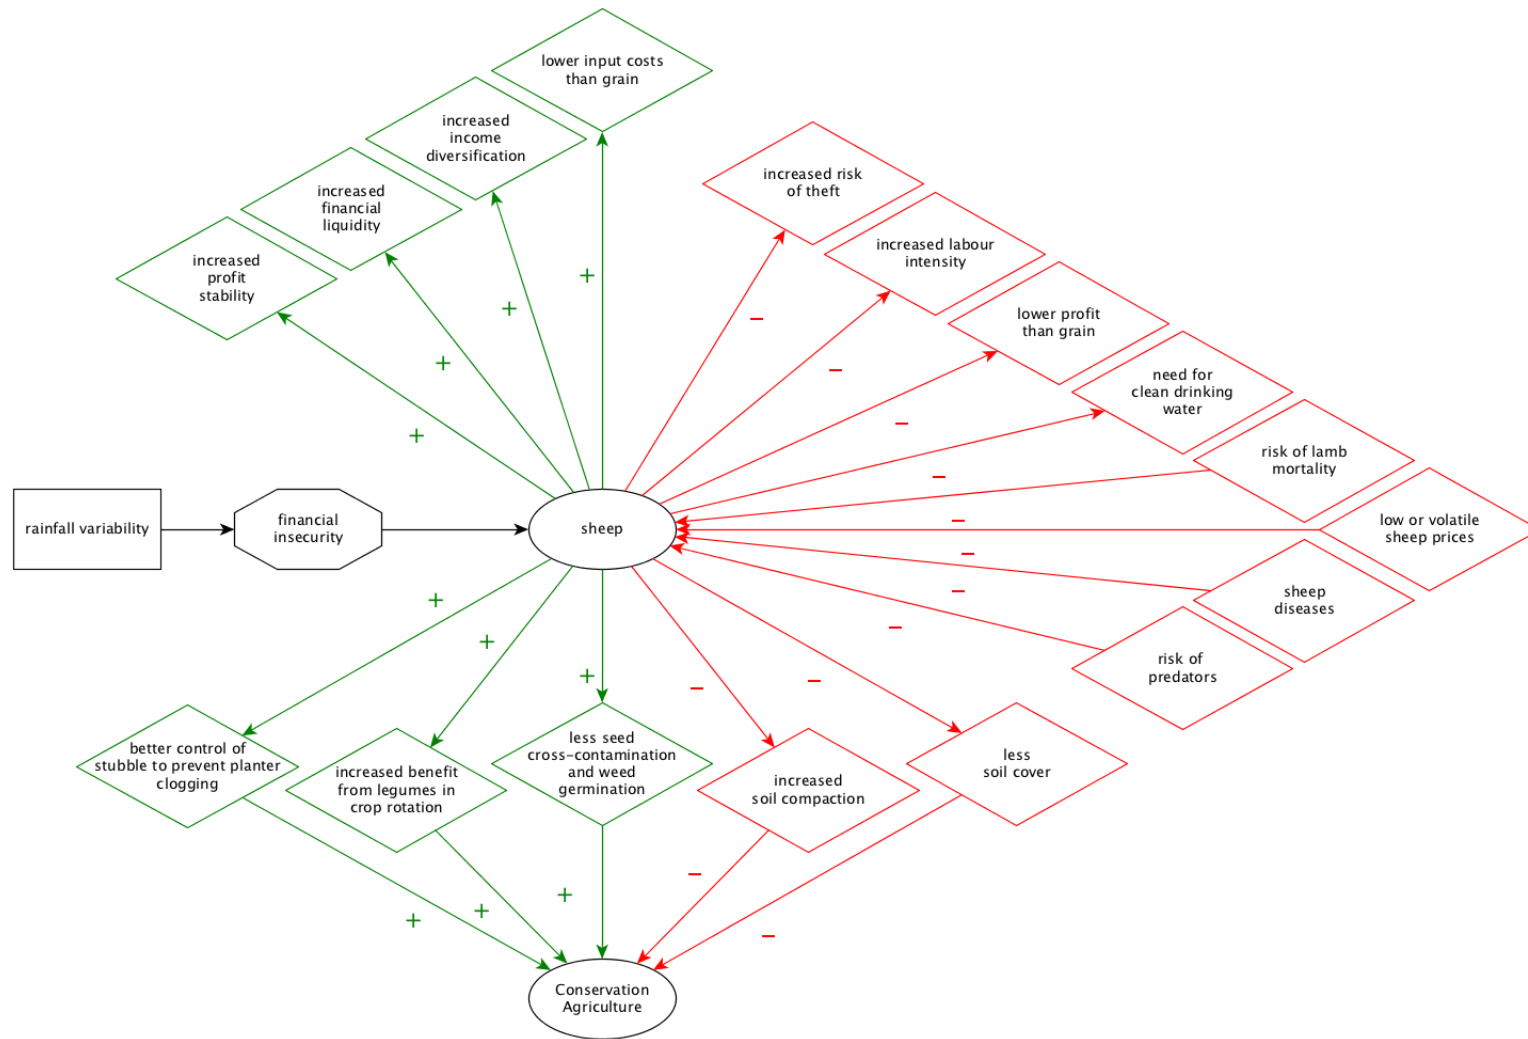 lower input costs
than grain
increased
income
diversification
increased
financial
liquidity
increased
profit
stability
increased risk
of theft
increased labour
intensity
lower profit
than grain
need for
clean drinking
water
risk of lamb
mortality
low or volatile
sheep prices
sheep
diseases
risk of
predators
rainfall variability
financial
insecurity
sheep
+
+
+
+
−
−
−
−
−
−
−
−
+
+
+
−
−
better control of
stubble to prevent planter
clogging
increased benefit
from legumes in
crop rotation
less seed
cross-contamination
and weed
germination
increased
soil compaction
less
soil cover
+
+
+
−
−
Conservation
Agriculture